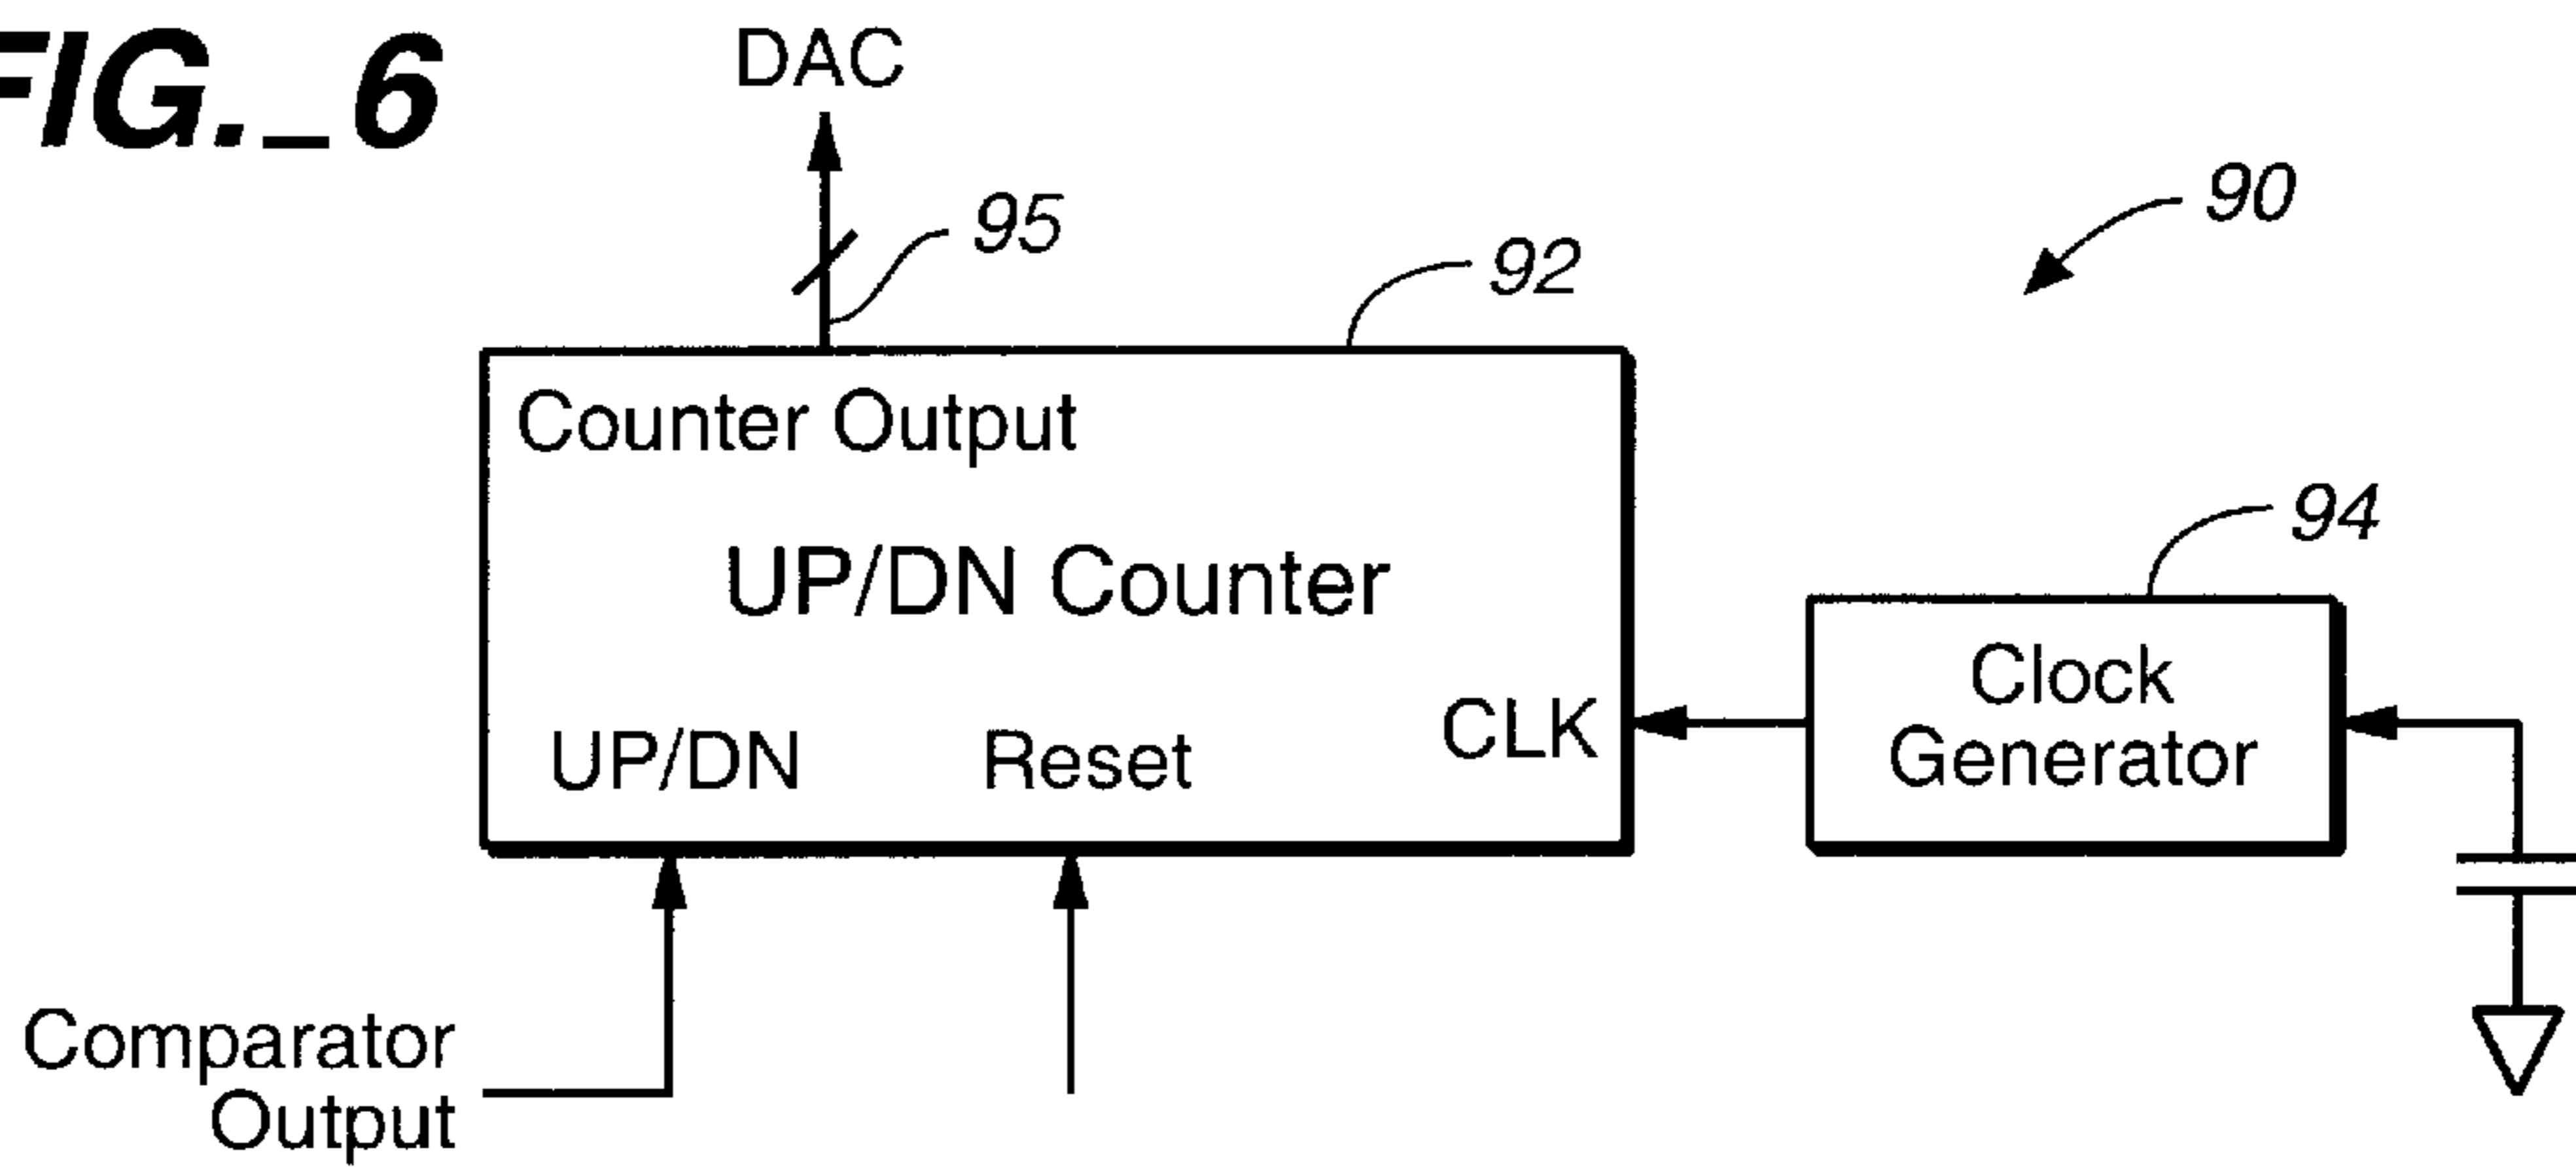 FIG._6
DAC
95
90
92
Counter Output
94
UP/DN Counter
Clock
Generator
CLK
UP/DN
Reset
Comparator
Output